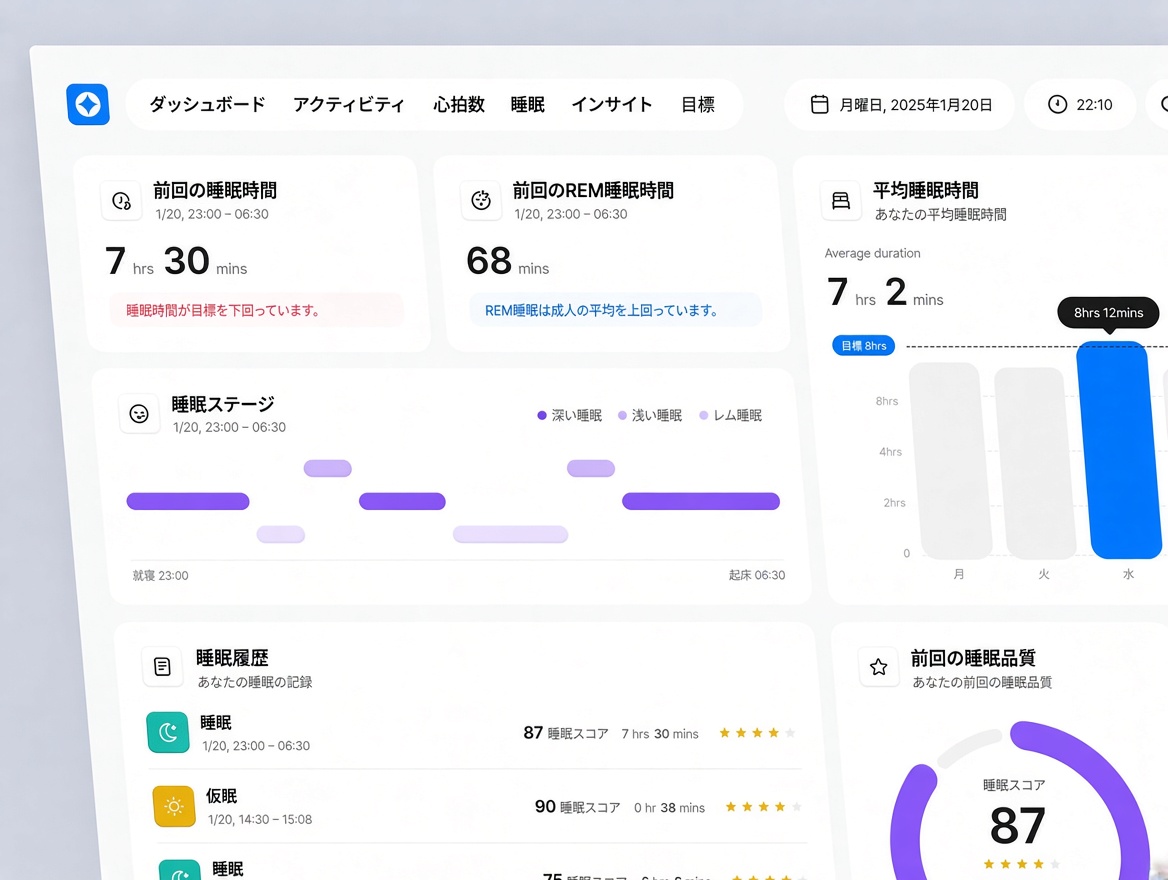 ダッシュボード アクティビティ 心拍数 睡眠 インサイト 目標 月曜日, 2025年1月20日 22:10
前回の睡眠時間
1/20, 23:00 – 06:30
7 hrs 30 mins
睡眠時間が目標を下回っています。
前回のREM睡眠時間
1/20, 23:00 – 06:30
68 mins
REM睡眠は成人の平均を上回っています。
平均睡眠時間
あなたの平均睡眠時間
Average duration
7 hrs 2 mins
8hrs 12mins
目標 8hrs
8hrs
4hrs
2hrs
0
月 火 水
睡眠ステージ
1/20, 23:00 – 06:30
深い睡眠 浅い睡眠 レム睡眠
就寝 23:00 起床 06:30
睡眠履歴
あなたの睡眠の記録
睡眠
1/20, 23:00 – 06:30
87 睡眠スコア 7 hrs 30 mins
仮眠
1/20, 14:30 – 15:08
90 睡眠スコア 0 hr 38 mins
睡眠
75 睡眠スコア
前回の睡眠品質
あなたの前回の睡眠品質
睡眠スコア
87